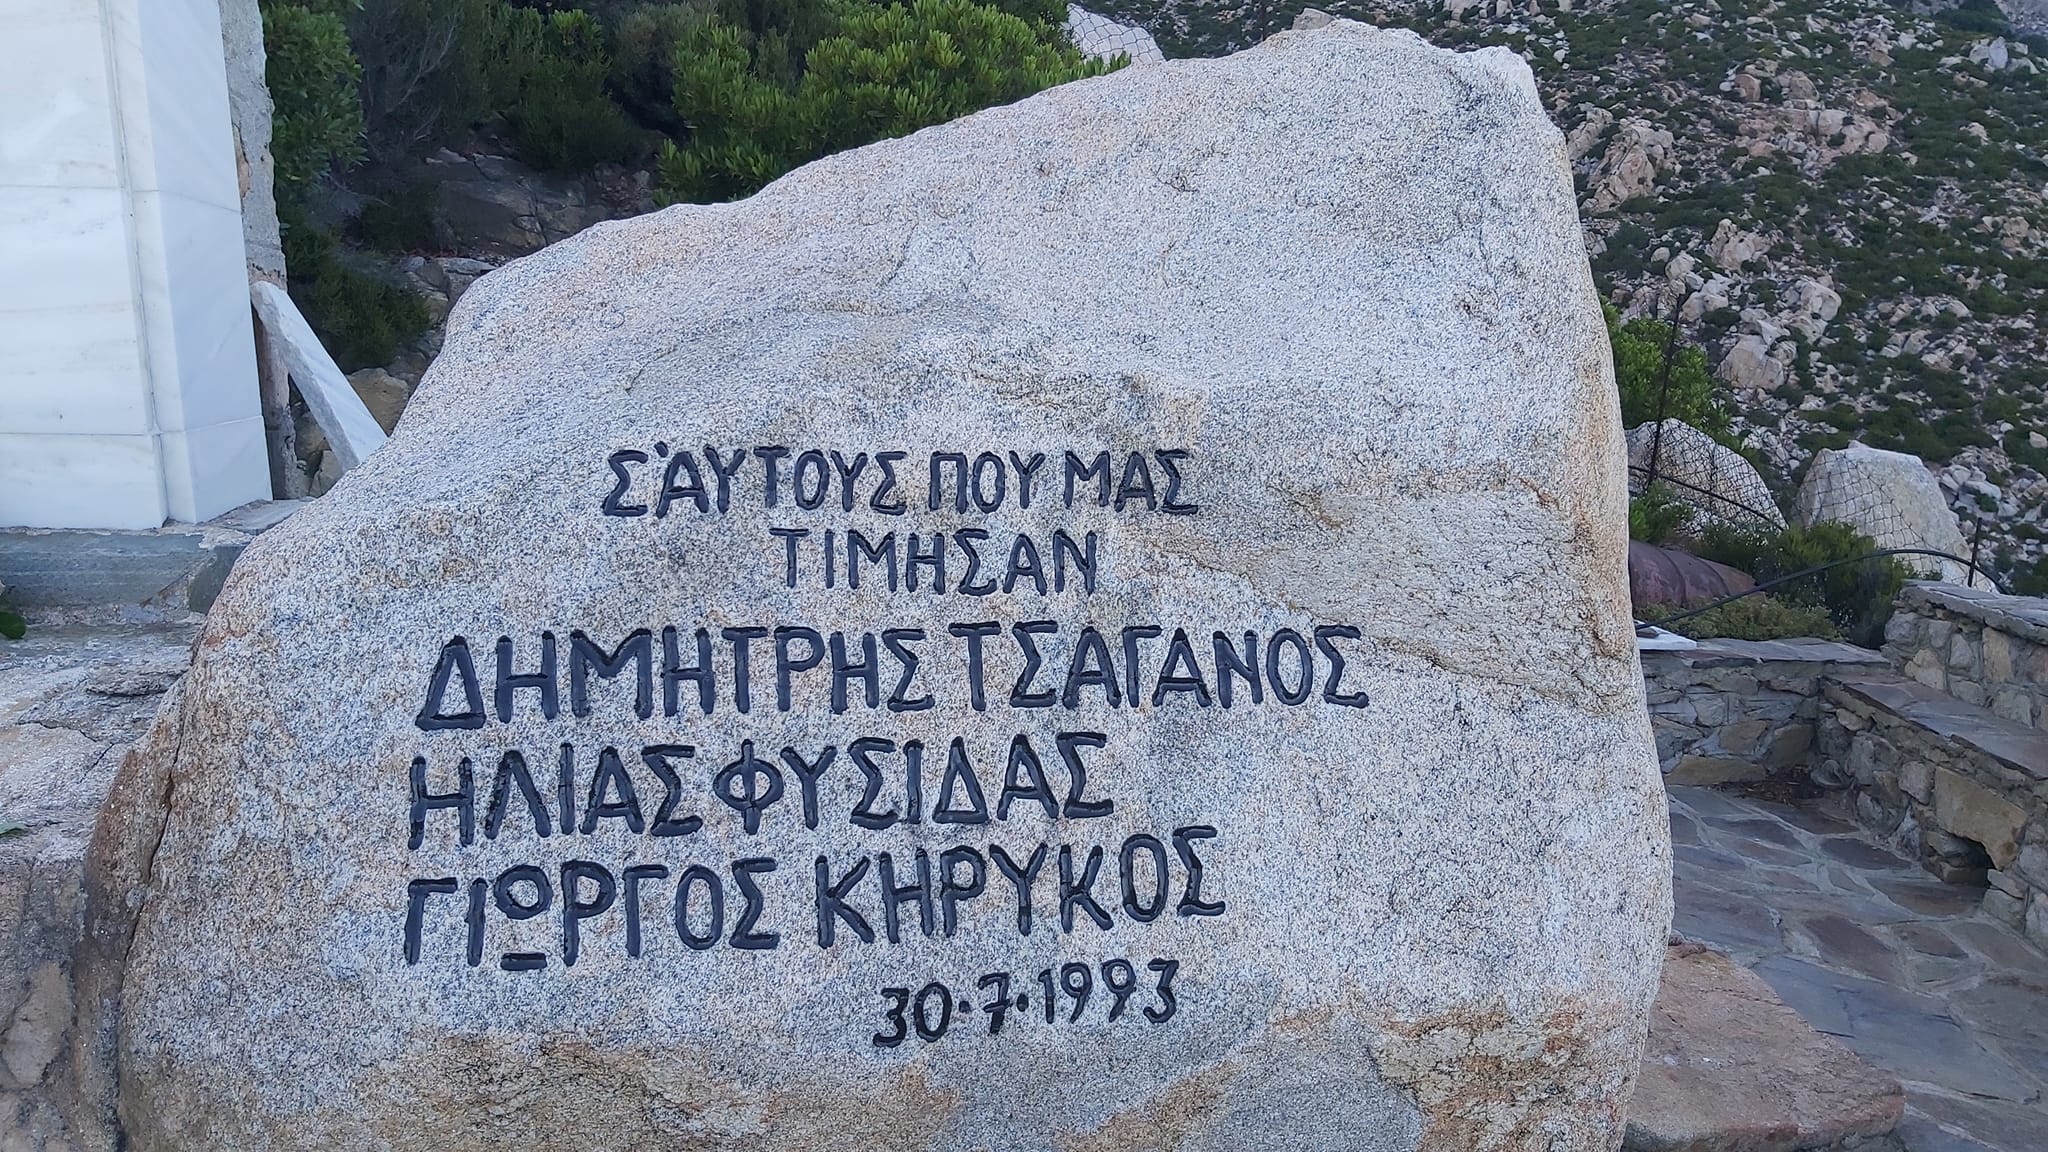 Σ'ΑΥΤΟΥΣ ΠΟΥ ΜΑΣ
ΤΙΜΗΣΑΝ
ΔΗΜΗΤΡΗΣ ΤΣΑΓΑΝΟΣ
ΗΛΙΑΣ ΦΥΣΙΔΑΣ
ΓΙΩΡΓΟΣ ΚΗΡΥΚΟΣ
30·7·1993